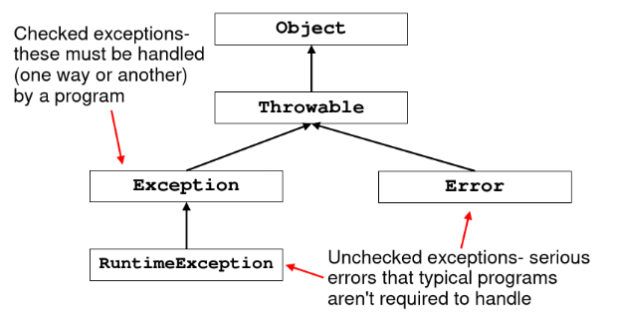 Checked exceptions-
these must be handled
(one way or another)
by a program
Object
Throwable
Exception
Error
RuntimeException
Unchecked exceptions- serious
errors that typical programs
aren't required to handle